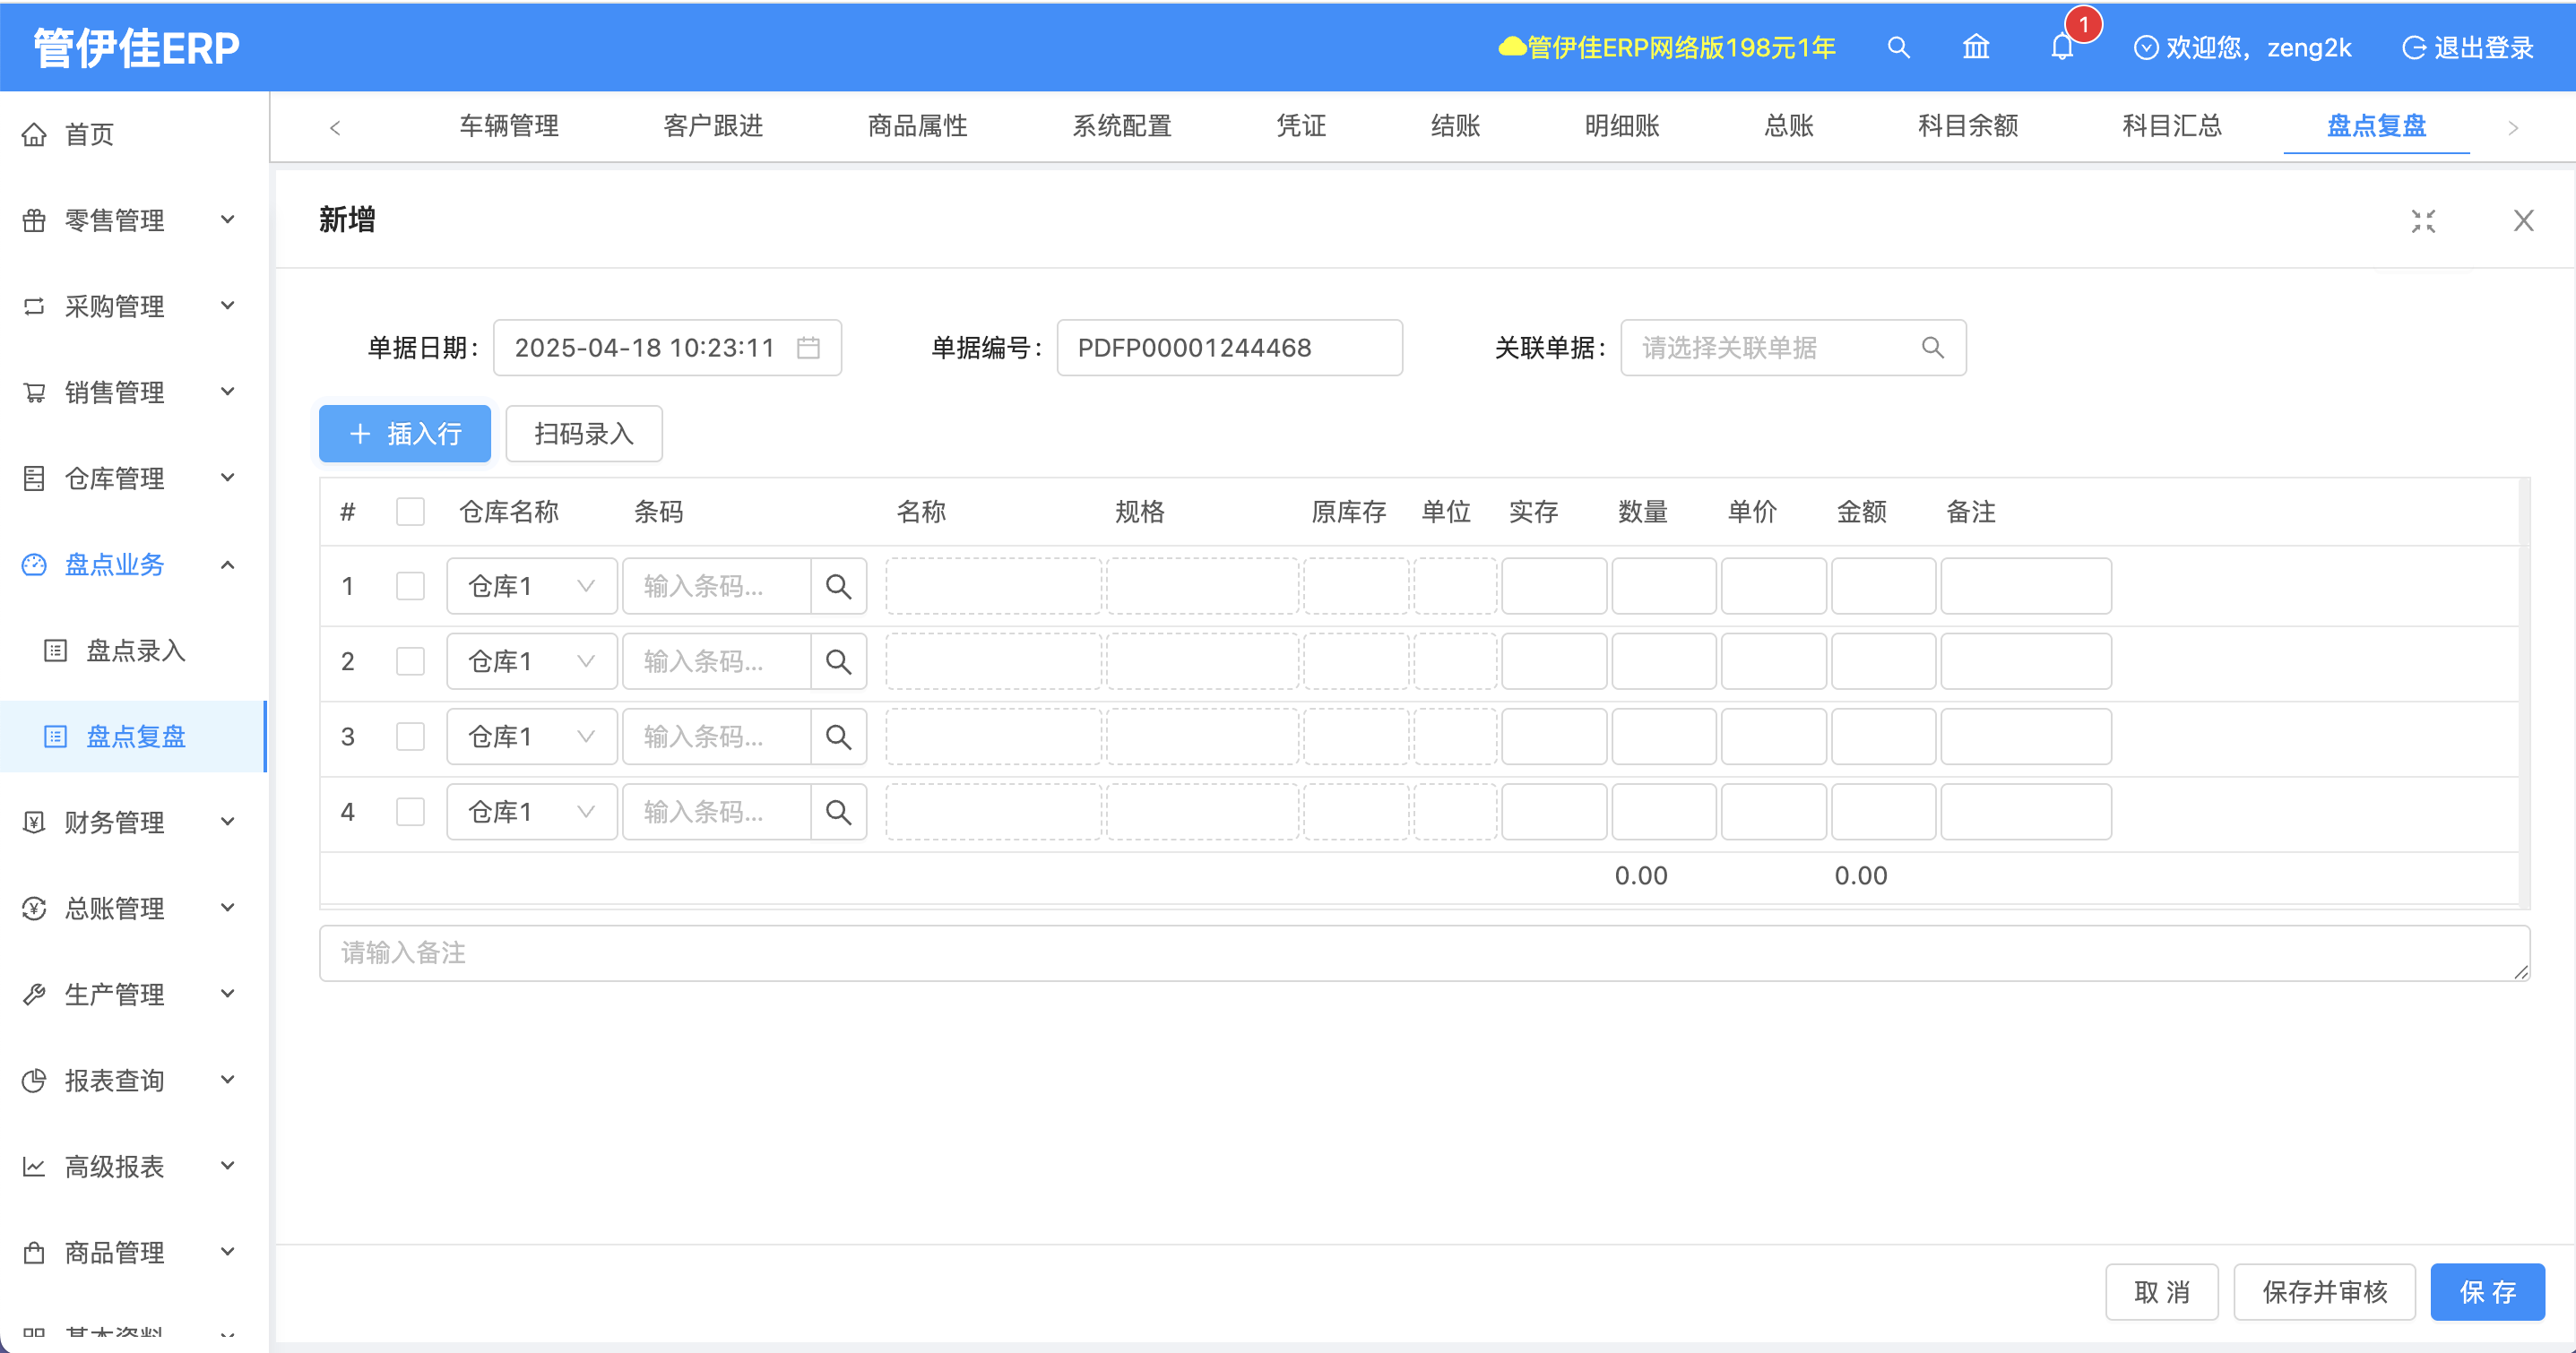 管伊佳ERP
管伊佳ERP网络版198元1年
1
欢迎您，zeng2k
退出登录
首页
零售管理
采购管理
销售管理
仓库管理
盘点业务
盘点录入
盘点复盘
财务管理
总账管理
生产管理
报表查询
高级报表
商品管理
基本资料
车辆管理 客户跟进 商品属性 系统配置 凭证 结账 明细账 总账 科目余额 科目汇总 盘点复盘
新增
单据日期： 2025-04-18 10:23:11 单据编号： PDFP00001244468 关联单据： 请选择关联单据
插入行 扫码录入
# 仓库名称 条码 名称 规格 原库存 单位 实存 数量 单价 金额 备注
1 仓库1 输入条码...
2 仓库1 输入条码...
3 仓库1 输入条码...
4 仓库1 输入条码...
0.00 0.00
请输入备注
取 消 保存并审核 保 存